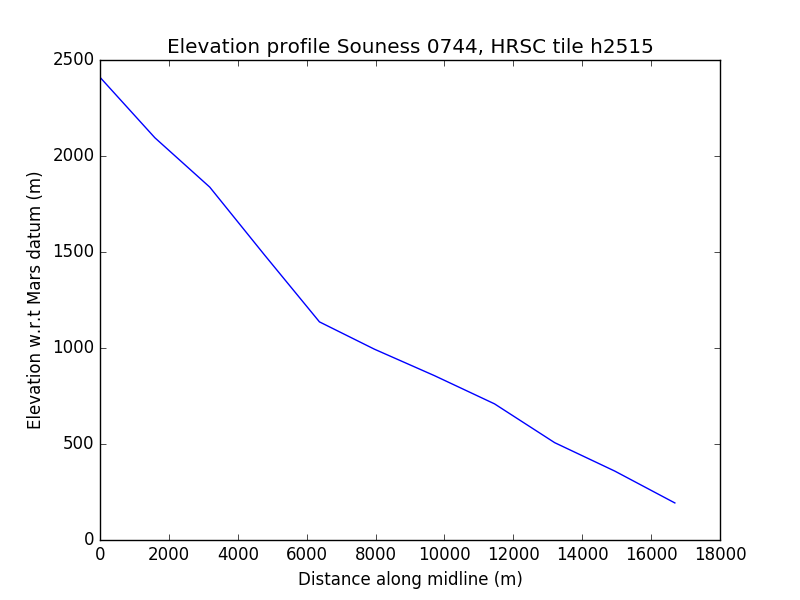 Elevation profile Souness 0744, HRSC tile h2515
2500
2000
1500
1000
500
0
Elevation w.r.t Mars datum (m)
0 2000 4000 6000 8000 10000 12000 14000 16000 18000
Distance along midline (m)